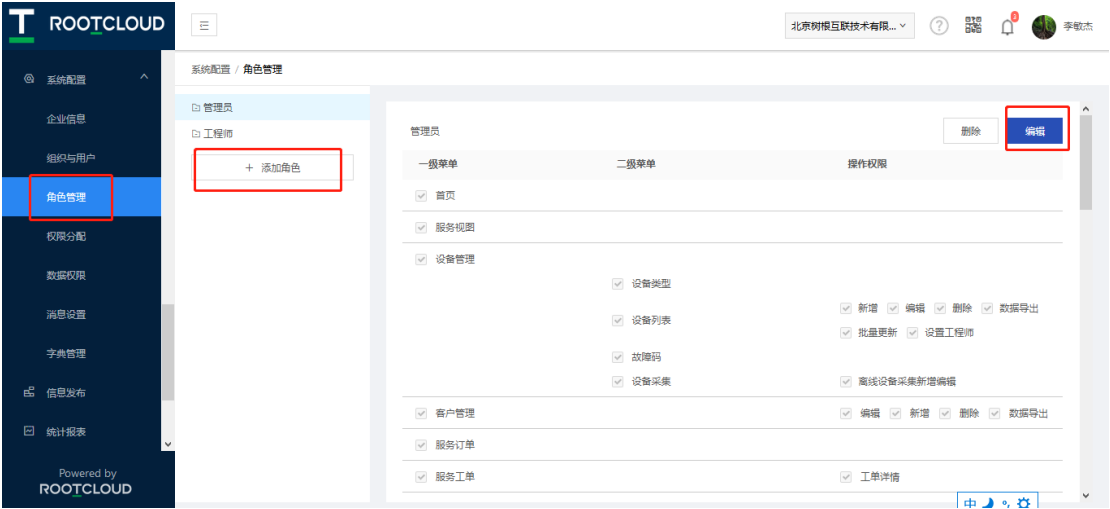 ROOTCLOUD
北京树根互联技术有限...
3
李敏杰
系统配置
企业信息
组织与用户
角色管理
权限分配
数据权限
消息设置
字典管理
信息发布
统计报表
Powered by
ROOTCLOUD
系统配置 / 角色管理
管理员
工程师
+ 添加角色
管理员 删除 编辑
一级菜单 二级菜单 操作权限
首页
服务视图
设备管理
设备类型
设备列表 新增 编辑 删除 数据导出
批量更新 设置工程师
故障码
设备采集 离线设备采集新增编辑
客户管理 编辑 新增 删除 数据导出
服务订单
服务工单 工单详情
中